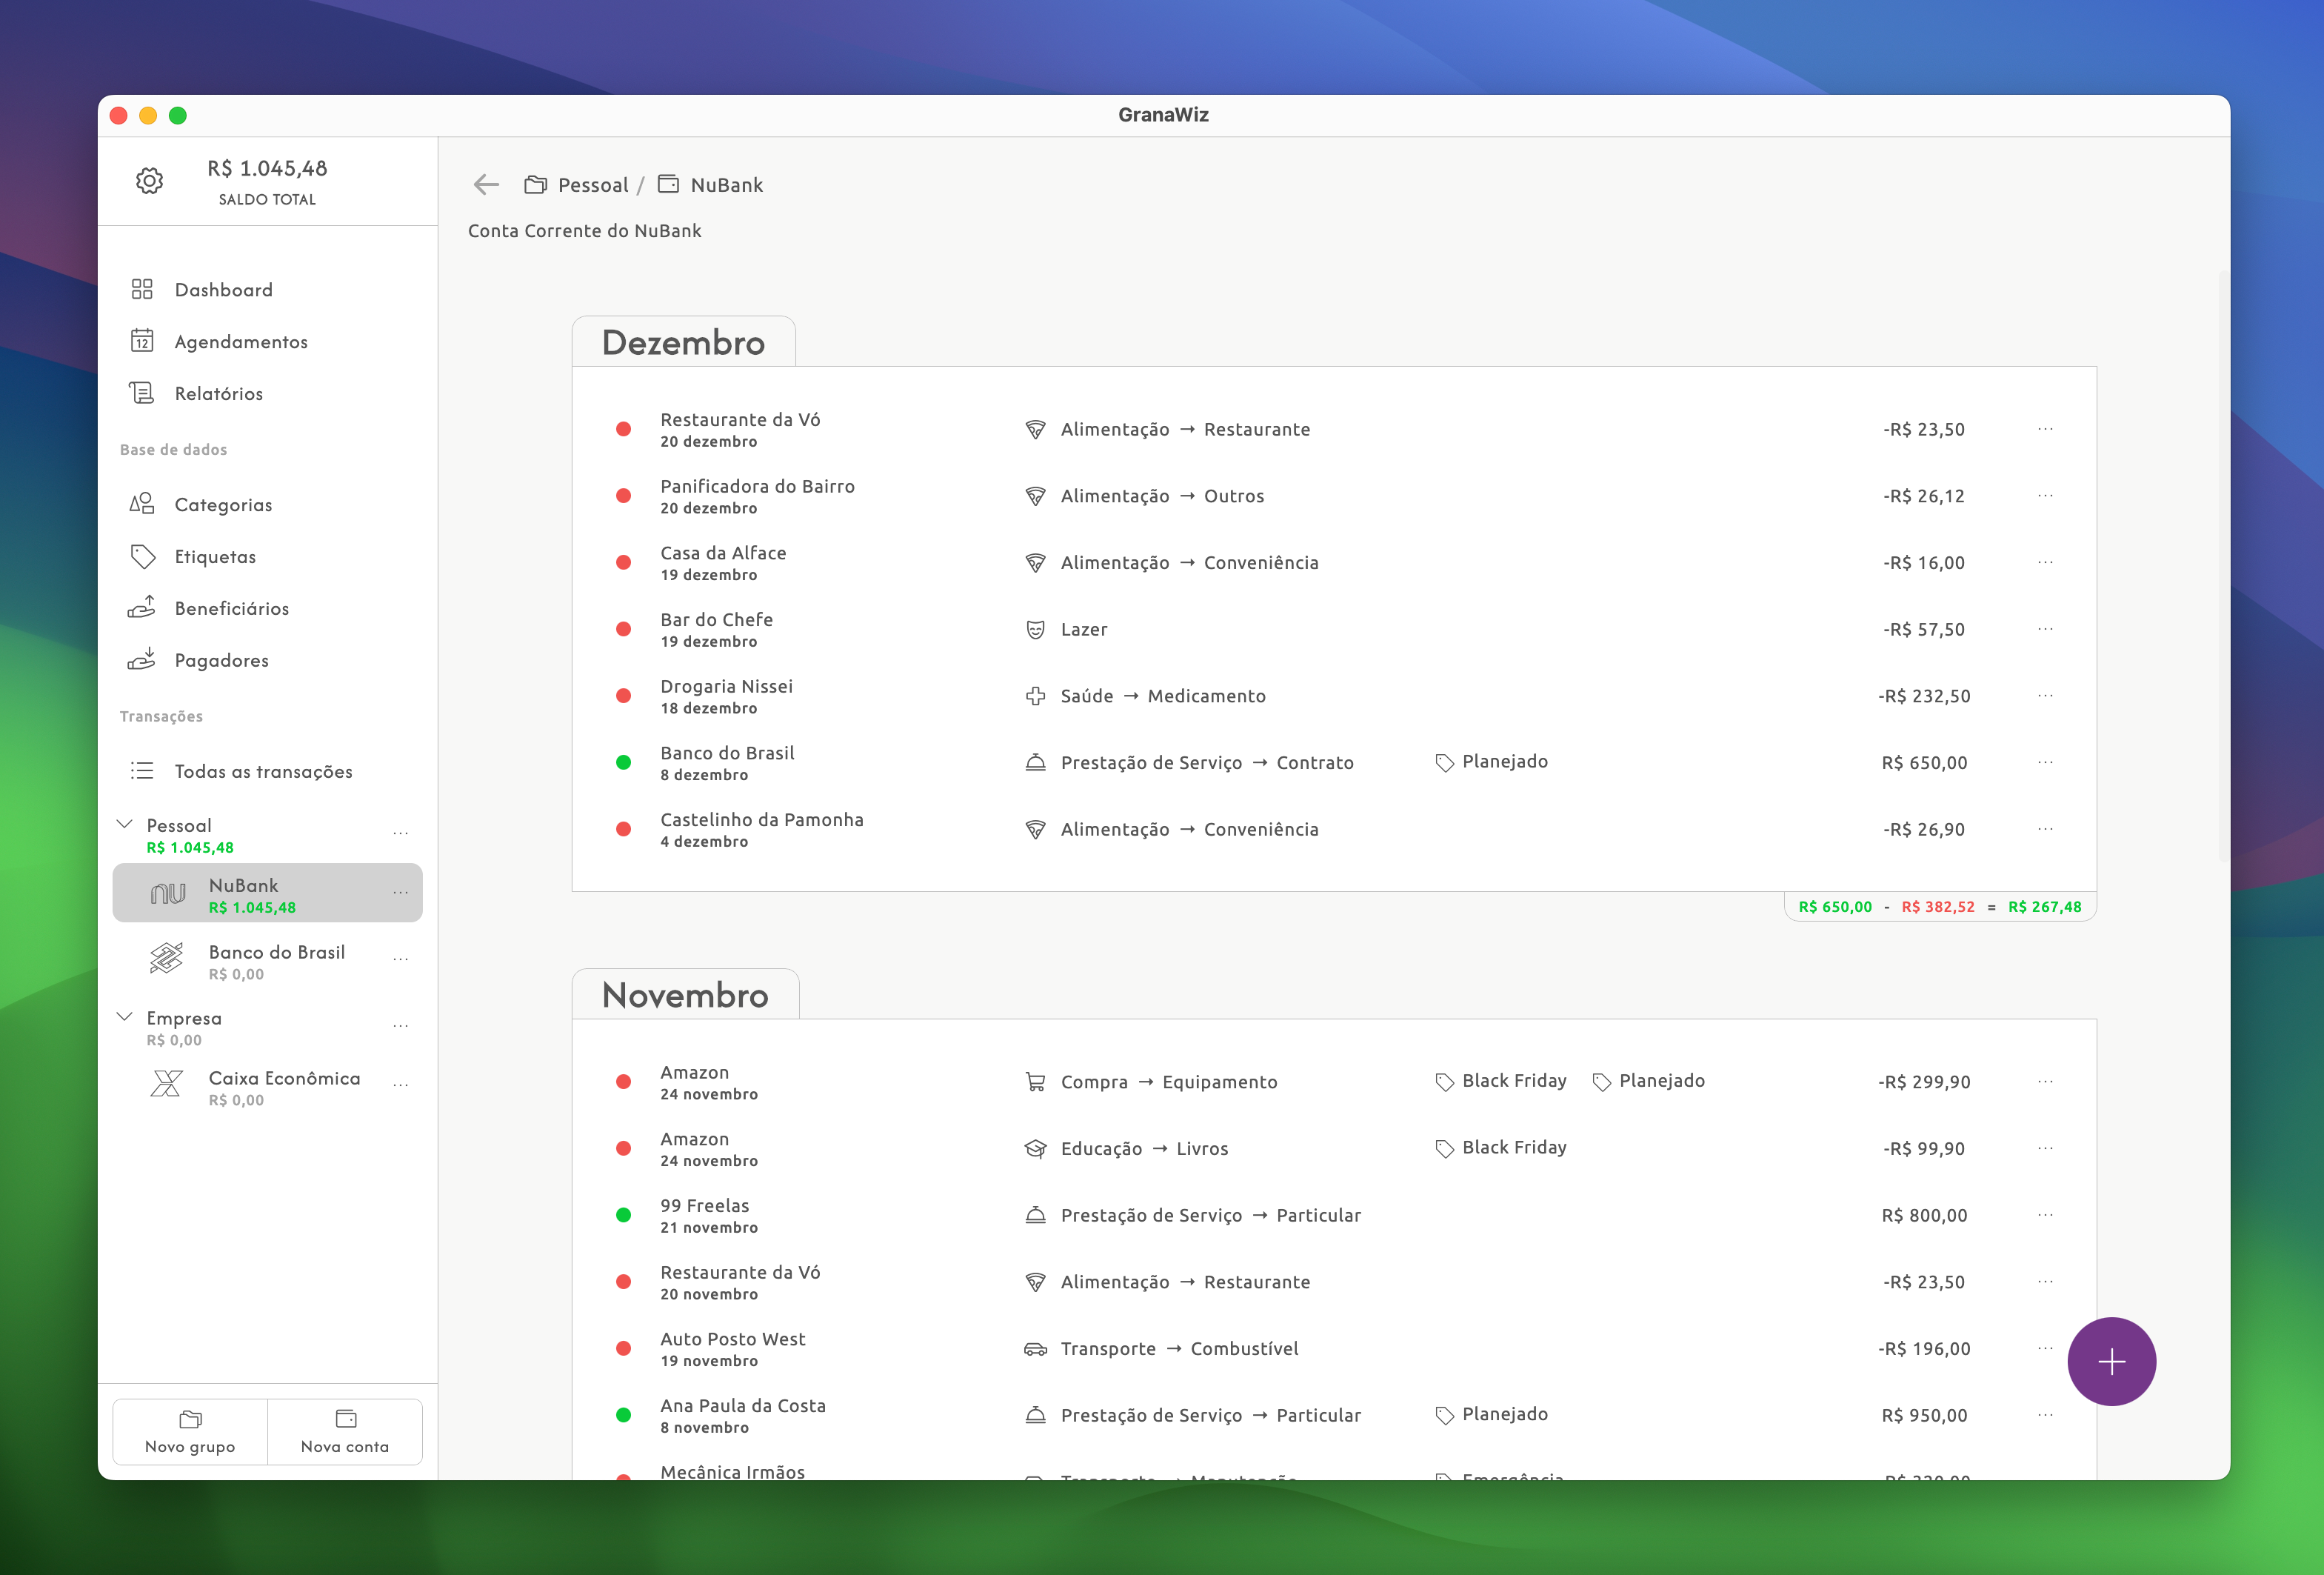 GranaWiz
R$ 1.045,48
SALDO TOTAL
Dashboard
12
Agendamentos
Relatórios
Base de dados
Categorias
Etiquetas
Beneficiários
Pagadores
Transações
Todas as transações
Pessoal
R$ 1.045,48
...
nu
NuBank
R$ 1.045,48
...
Banco do Brasil
R$ 0,00
...
Empresa
R$ 0,00
...
Caixa Econômica
R$ 0,00
...
Novo grupo
Nova conta
Pessoal / NuBank
Conta Corrente do NuBank
Dezembro
Restaurante da Vó
20 dezembro
Alimentação → Restaurante
-R$ 23,50
...
Panificadora do Bairro
20 dezembro
Alimentação → Outros
-R$ 26,12
...
Casa da Alface
19 dezembro
Alimentação → Conveniência
-R$ 16,00
...
Bar do Chefe
19 dezembro
Lazer
-R$ 57,50
...
Drogaria Nissei
18 dezembro
Saúde → Medicamento
-R$ 232,50
...
Banco do Brasil
8 dezembro
Prestação de Serviço → Contrato
Planejado
R$ 650,00
...
Castelinho da Pamonha
4 dezembro
Alimentação → Conveniência
-R$ 26,90
...
R$ 650,00 - R$ 382,52 = R$ 267,48
Novembro
Amazon
24 novembro
Compra → Equipamento
Black Friday
Planejado
-R$ 299,90
...
Amazon
24 novembro
Educação → Livros
Black Friday
-R$ 99,90
...
99 Freelas
21 novembro
Prestação de Serviço → Particular
R$ 800,00
...
Restaurante da Vó
20 novembro
Alimentação → Restaurante
-R$ 23,50
...
Auto Posto West
19 novembro
Transporte → Combustível
-R$ 196,00
...
Ana Paula da Costa
8 novembro
Prestação de Serviço → Particular
Planejado
R$ 950,00
...
Mecânica Irmãos
Transporte → Manutenção
Emergência